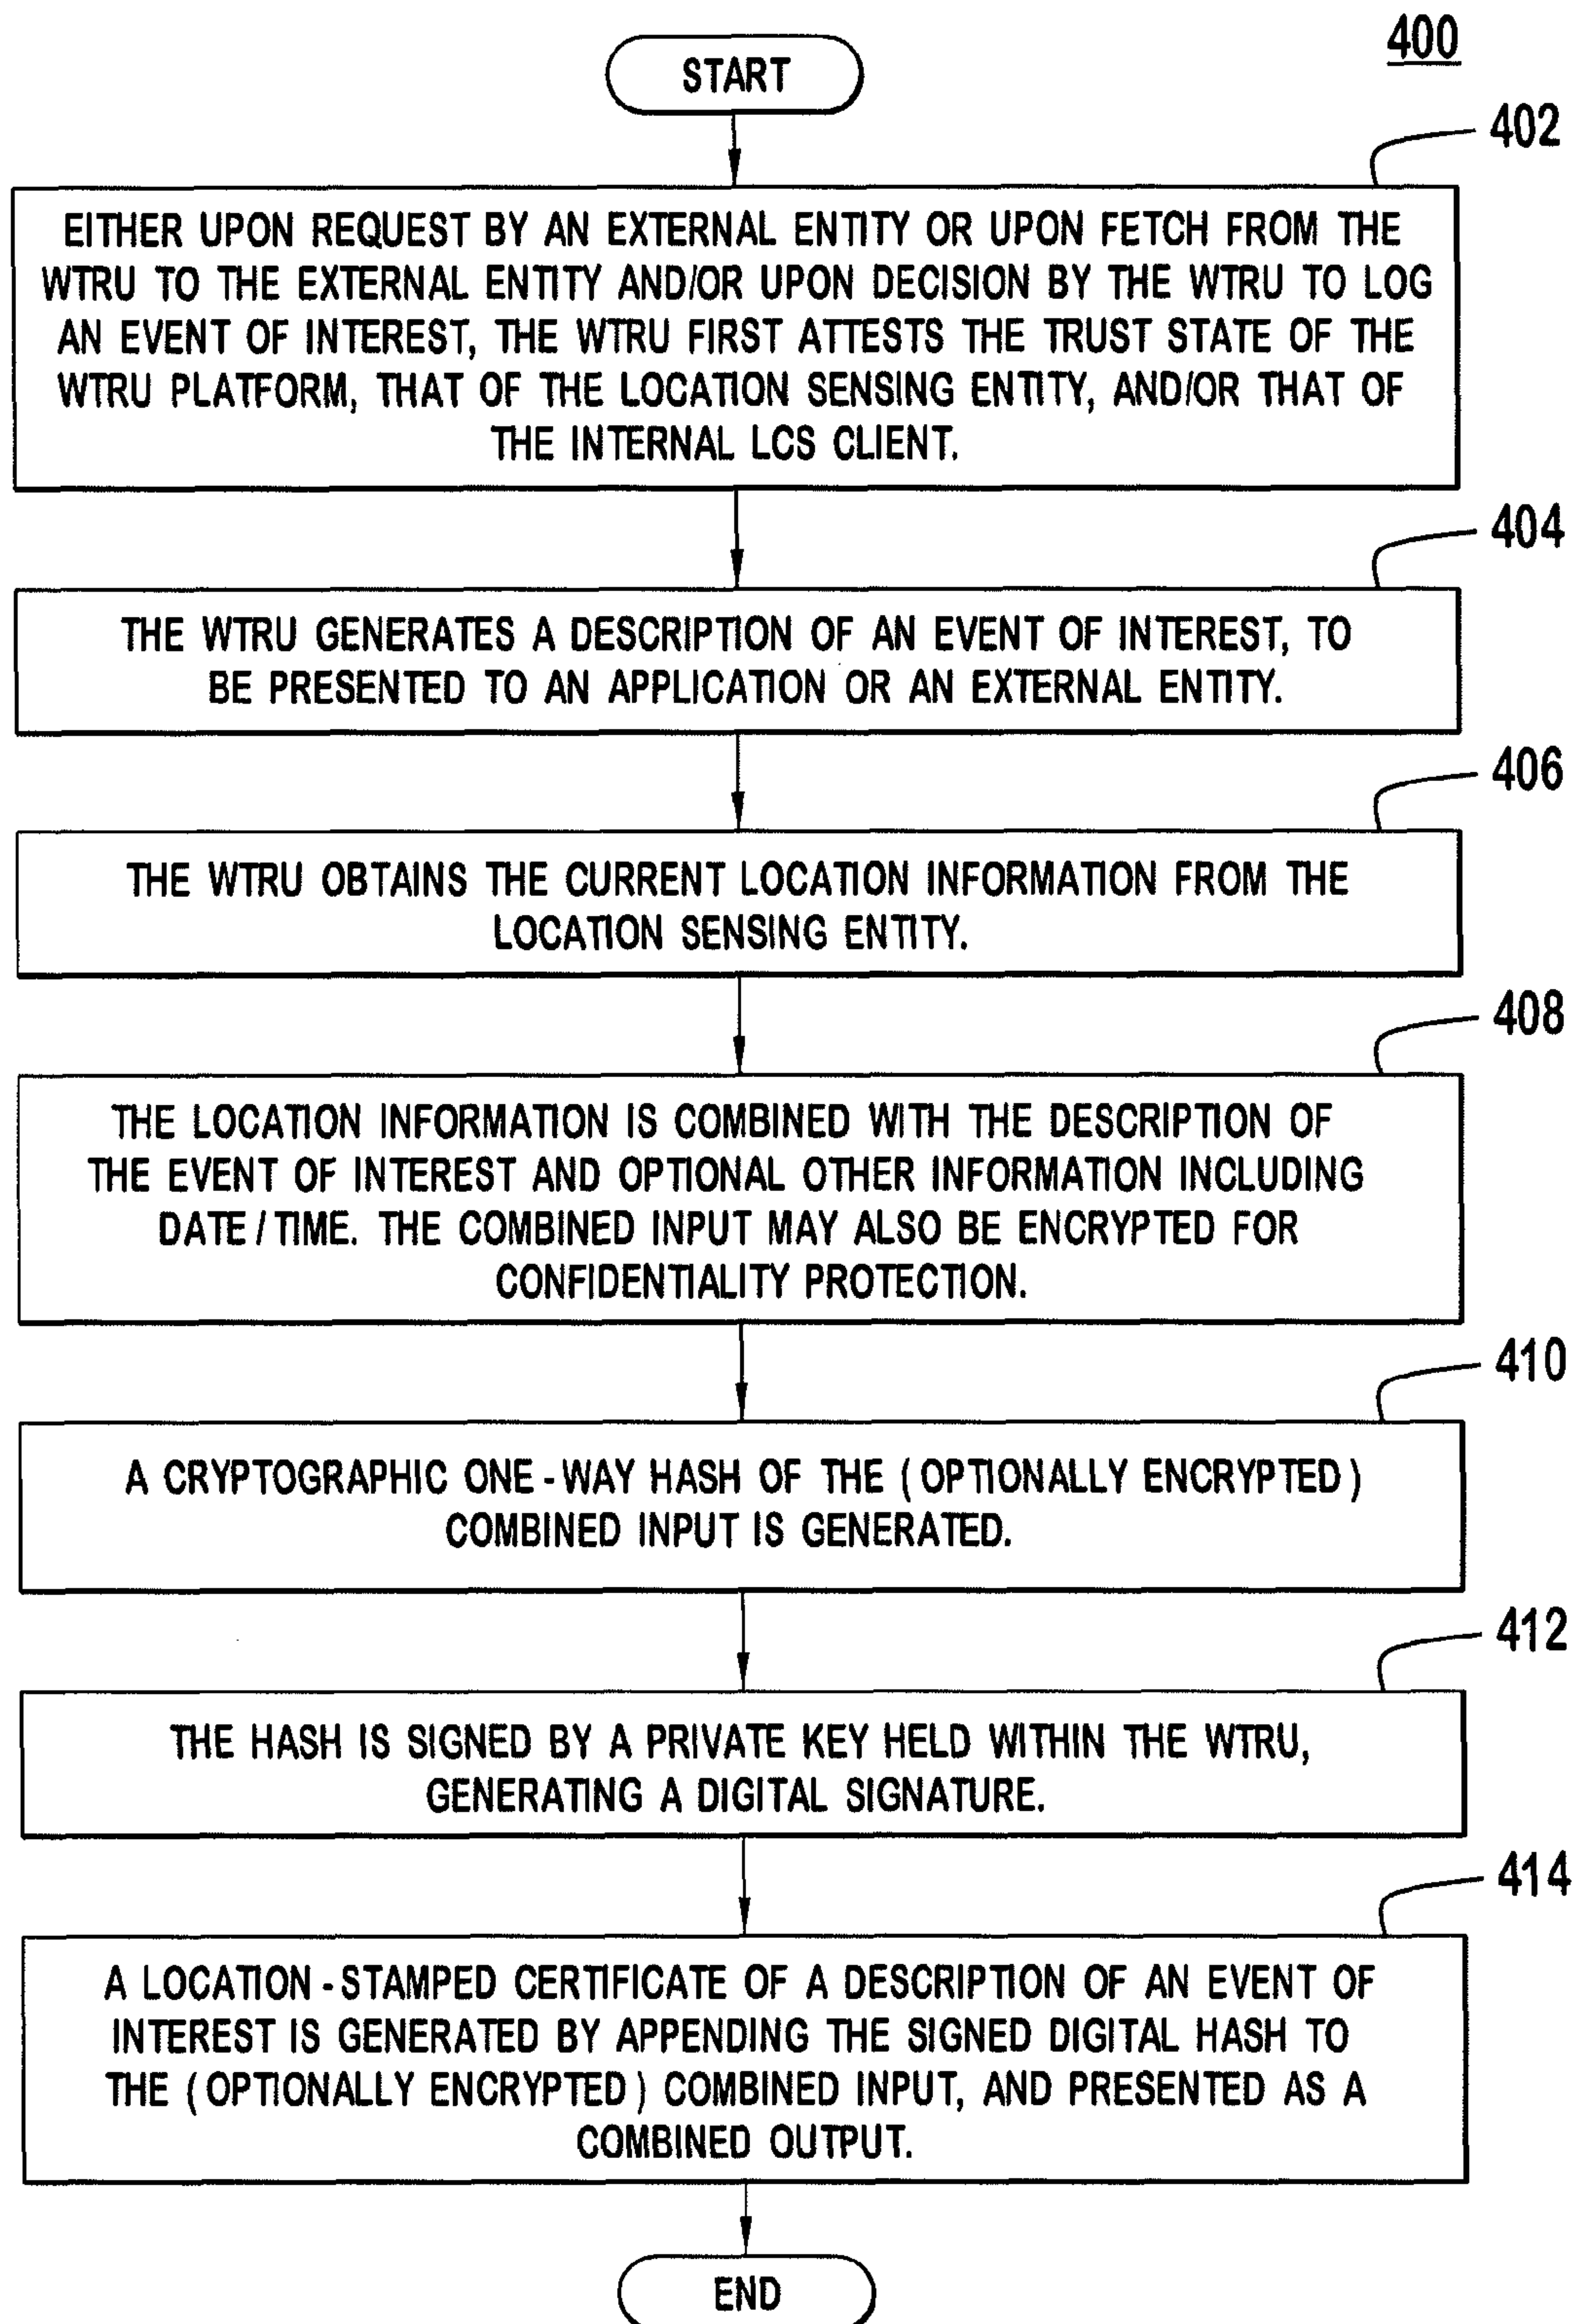 400
START
402
EITHER UPON REQUEST BY AN EXTERNAL ENTITY OR UPON FETCH FROM THE
WTRU TO THE EXTERNAL ENTITY AND/OR UPON DECISION BY THE WTRU TO LOG
AN EVENT OF INTEREST, THE WTRU FIRST ATTESTS THE TRUST STATE OF THE
WTRU PLATFORM, THAT OF THE LOCATION SENSING ENTITY, AND/OR THAT OF
THE INTERNAL LCS CLIENT.
404
THE WTRU GENERATES A DESCRIPTION OF AN EVENT OF INTEREST, TO
BE PRESENTED TO AN APPLICATION OR AN EXTERNAL ENTITY.
406
THE WTRU OBTAINS THE CURRENT LOCATION INFORMATION FROM THE
LOCATION SENSING ENTITY.
408
THE LOCATION INFORMATION IS COMBINED WITH THE DESCRIPTION OF
THE EVENT OF INTEREST AND OPTIONAL OTHER INFORMATION INCLUDING
DATE / TIME. THE COMBINED INPUT MAY ALSO BE ENCRYPTED FOR
CONFIDENTIALITY PROTECTION.
410
A CRYPTOGRAPHIC ONE - WAY HASH OF THE ( OPTIONALLY ENCRYPTED )
COMBINED INPUT IS GENERATED.
412
THE HASH IS SIGNED BY A PRIVATE KEY HELD WITHIN THE WTRU,
GENERATING A DIGITAL SIGNATURE.
414
A LOCATION - STAMPED CERTIFICATE OF A DESCRIPTION OF AN EVENT OF
INTEREST IS GENERATED BY APPENDING THE SIGNED DIGITAL HASH TO
THE ( OPTIONALLY ENCRYPTED ) COMBINED INPUT, AND PRESENTED AS A
COMBINED OUTPUT.
END